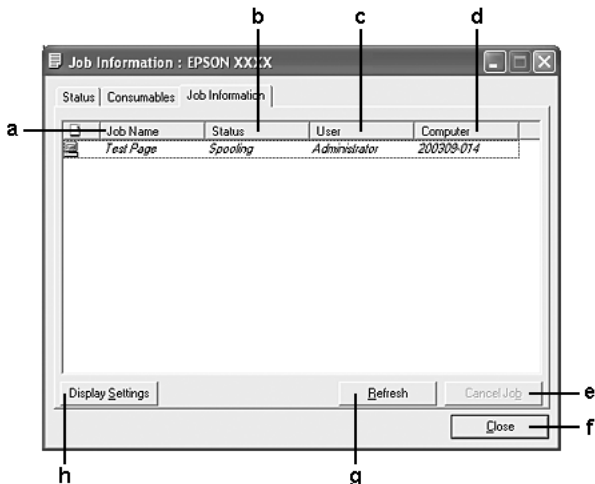 b c d
Job Information : EPSON XXXX
Status Consumables Job Information
a Job Name Status User Computer
Test Page Spooling Administrator 200309-014
Display Settings Refresh Cancel Job e
Close f
h g